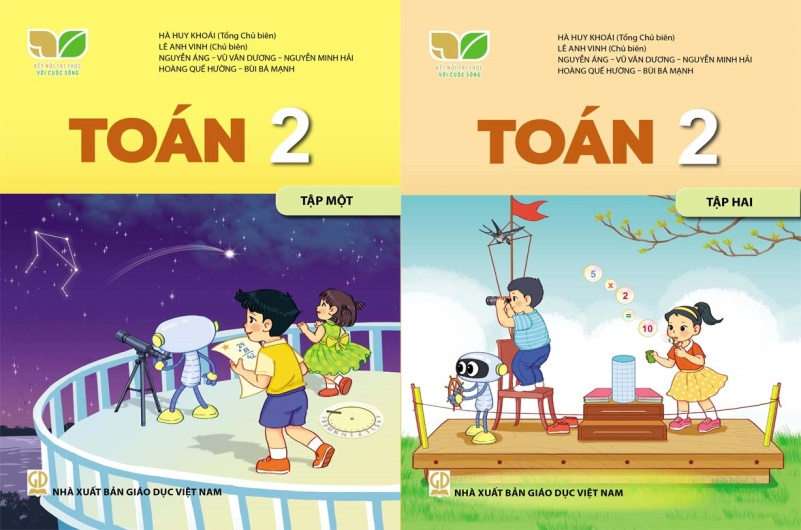 KẾT NỐI TRI THỨC
VỚI CUỘC SỐNG
HÀ HUY KHOÁI (Tổng Chủ biên)
LÊ ANH VINH (Chủ biên)
NGUYỄN ÁNG – VŨ VĂN DƯƠNG – NGUYỄN MINH HẢI
HOÀNG QUẾ HƯỜNG – BÙI BÁ MẠNH
TOÁN 2
TẬP MỘT
24
42
GD
NHÀ XUẤT BẢN GIÁO DỤC VIỆT NAM
KẾT NỐI TRI THỨC
VỚI CUỘC SỐNG
HÀ HUY KHOÁI (Tổng Chủ biên)
LÊ ANH VINH (Chủ biên)
NGUYỄN ÁNG – VŨ VĂN DƯƠNG – NGUYỄN MINH HẢI
HOÀNG QUẾ HƯỜNG – BÙI BÁ MẠNH
TOÁN 2
TẬP HAI
5
x
2
=
10
GD
NHÀ XUẤT BẢN GIÁO DỤC VIỆT NAM